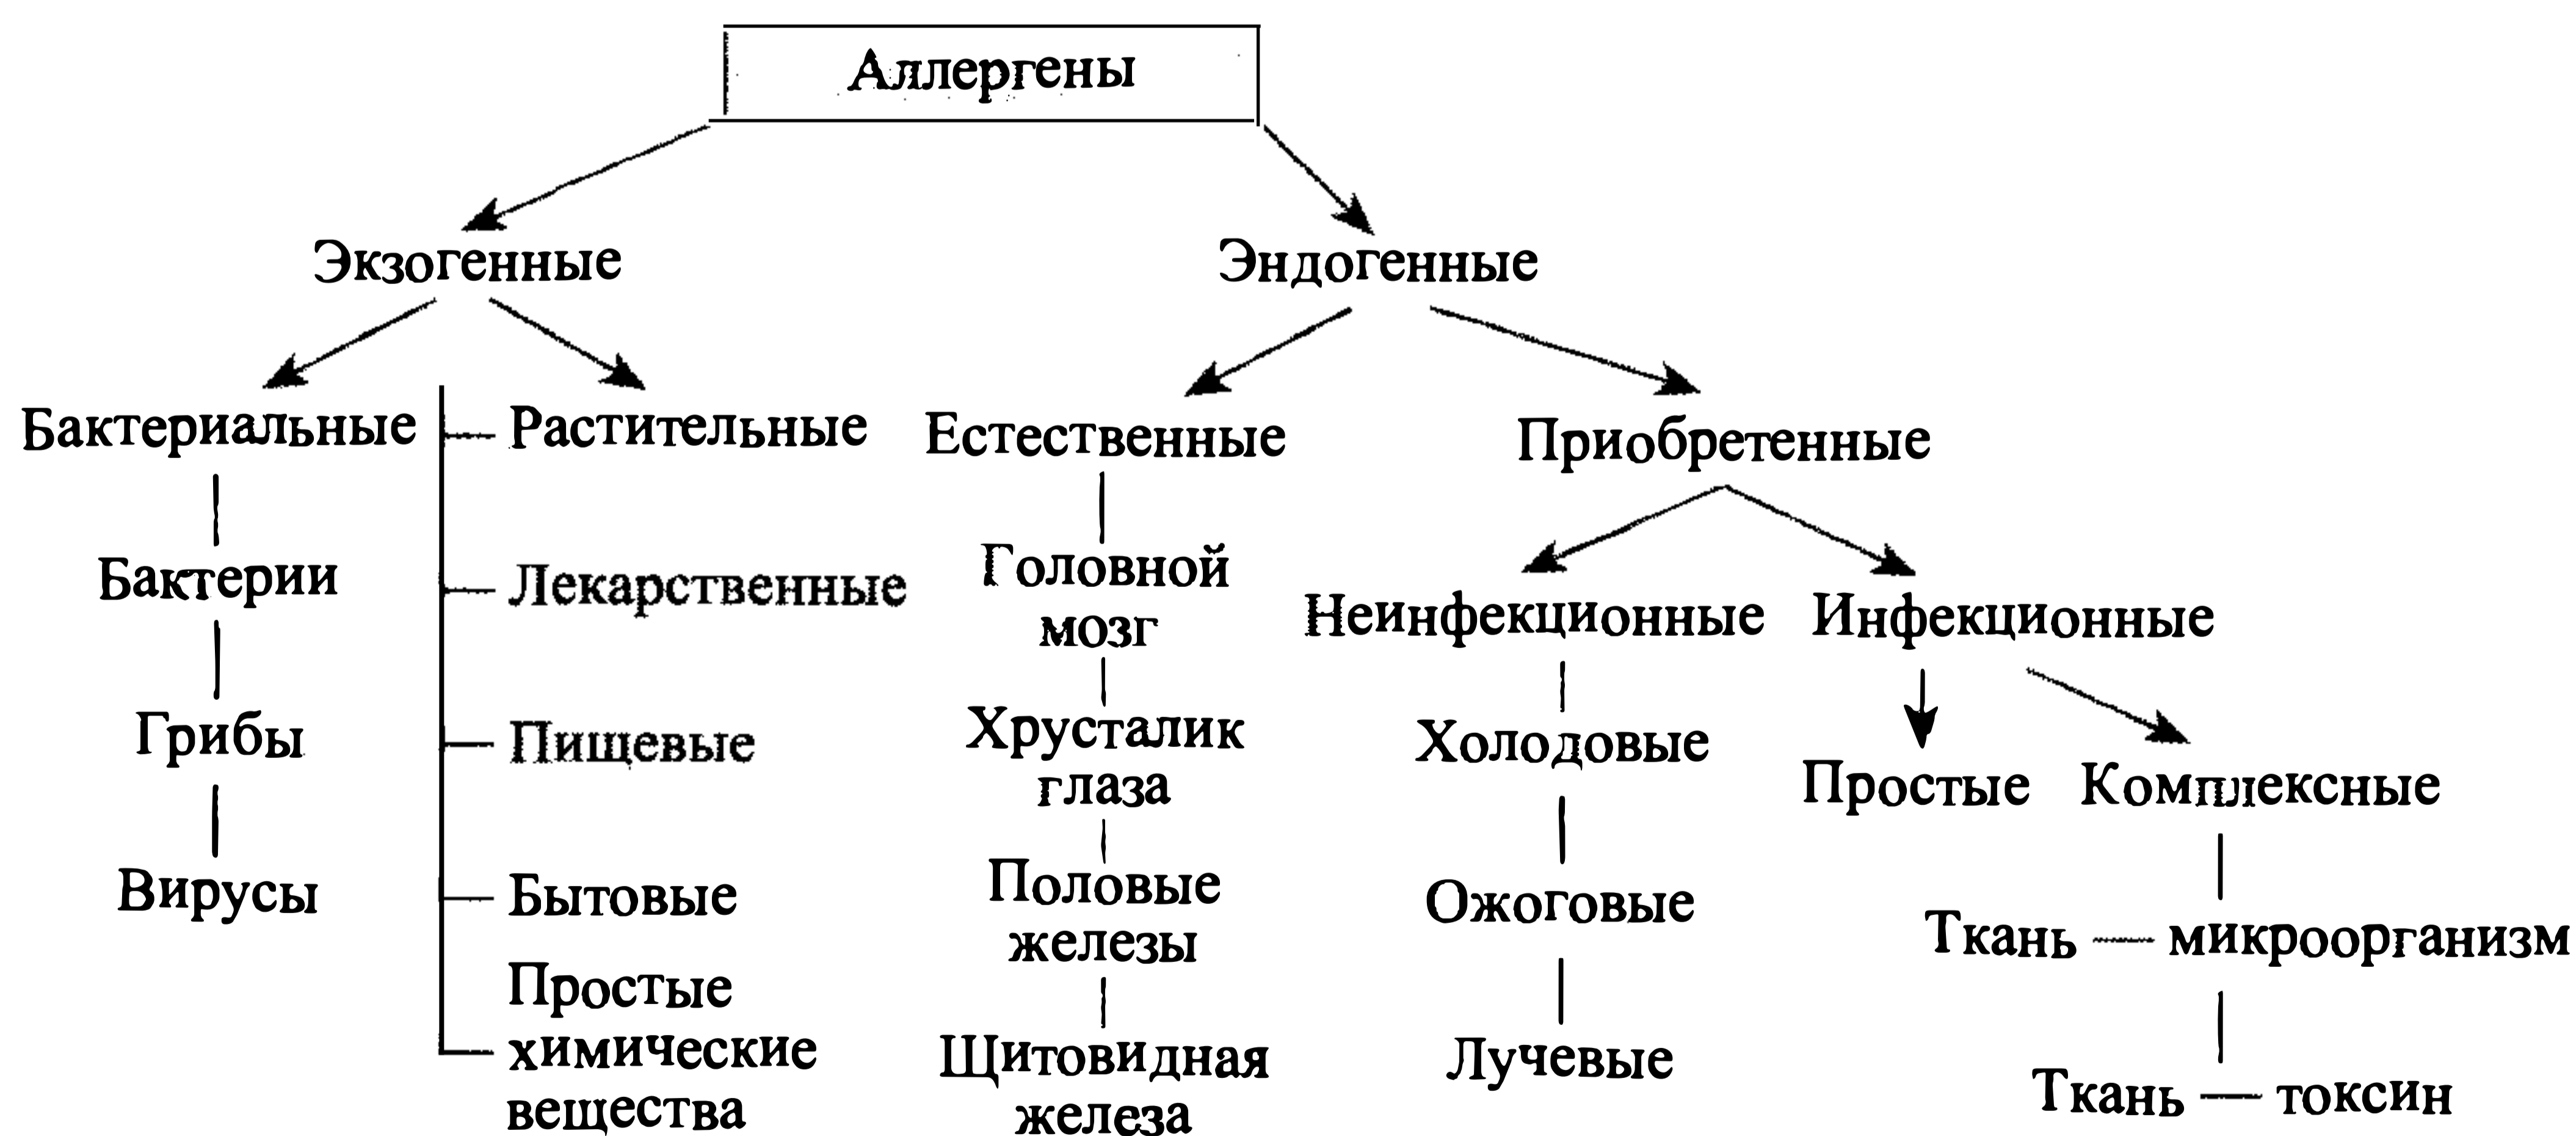 Аллергены
Экзогенные
Эндогенные
Бактериальные
Растительные
Естественные
Приобретенные
Бактерии
Лекарственные
Головной
мозг
Неинфекционные
Инфекционные
Грибы
Пищевые
Хрусталик
глаза
Холодовые
Простые
Комплексные
Вирусы
Бытовые
Половые
железы
Ожоговые
Ткань — микроорганизм
Простые
химические
вещества
Щитовидная
железа
Лучевые
Ткань — токсин